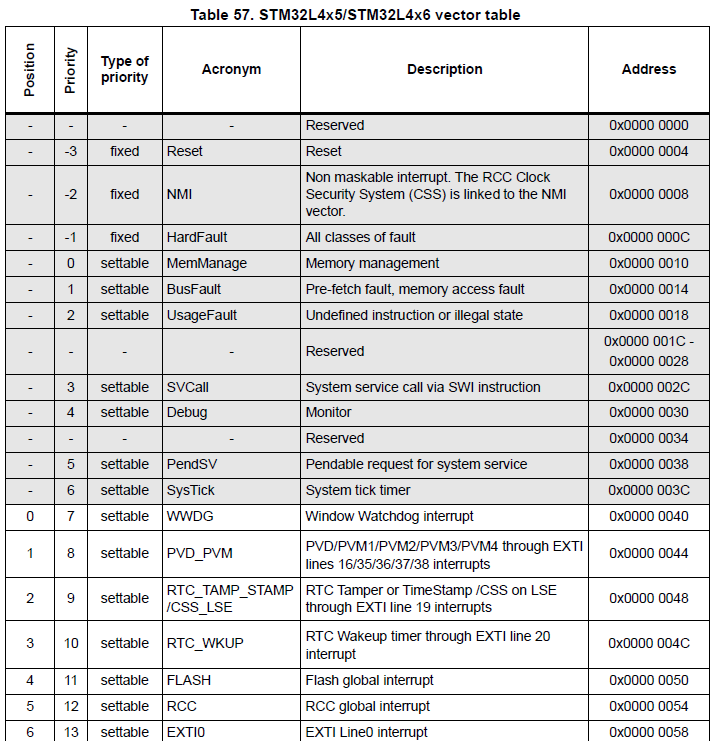 Table 57. STM32L4x5/STM32L4x6 vector table
Position Priority Type of priority Acronym Description Address
- - - - Reserved 0x0000 0000
- -3 fixed Reset Reset 0x0000 0004
- -2 fixed NMI Non maskable interrupt. The RCC Clock
Security System (CSS) is linked to the NMI
vector. 0x0000 0008
- -1 fixed HardFault All classes of fault 0x0000 000C
- 0 settable MemManage Memory management 0x0000 0010
- 1 settable BusFault Pre-fetch fault, memory access fault 0x0000 0014
- 2 settable UsageFault Undefined instruction or illegal state 0x0000 0018
- - - - Reserved 0x0000 001C -
0x0000 0028
- 3 settable SVCall System service call via SWI instruction 0x0000 002C
- 4 settable Debug Monitor 0x0000 0030
- - - - Reserved 0x0000 0034
- 5 settable PendSV Pendable request for system service 0x0000 0038
- 6 settable SysTick System tick timer 0x0000 003C
0 7 settable WWDG Window Watchdog interrupt 0x0000 0040
1 8 settable PVD_PVM PVD/PVM1/PVM2/PVM3/PVM4 through EXTI
lines 16/35/36/37/38 interrupts 0x0000 0044
2 9 settable RTC_TAMP_STAMP
/CSS_LSE RTC Tamper or TimeStamp /CSS on LSE
through EXTI line 19 interrupts 0x0000 0048
3 10 settable RTC_WKUP RTC Wakeup timer through EXTI line 20
interrupt 0x0000 004C
4 11 settable FLASH Flash global interrupt 0x0000 0050
5 12 settable RCC RCC global interrupt 0x0000 0054
6 13 settable EXTI0 EXTI Line0 interrupt 0x0000 0058